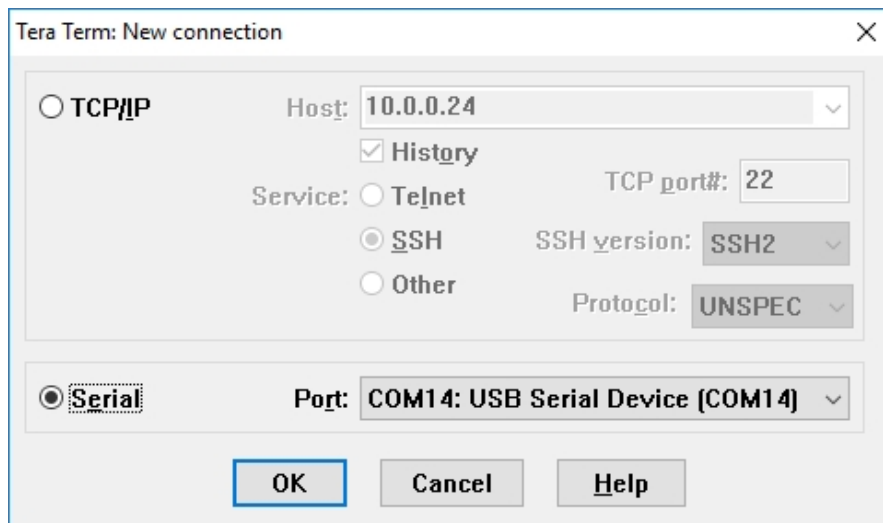 Tera Term: New connection
TCP/IP
Host: 10.0.0.24
History
Service: Telnet
TCP port#: 22
SSH
SSH version: SSH2
Other
Protocol: UNSPEC
Serial
Port: COM14: USB Serial Device (COM14)
OK Cancel Help